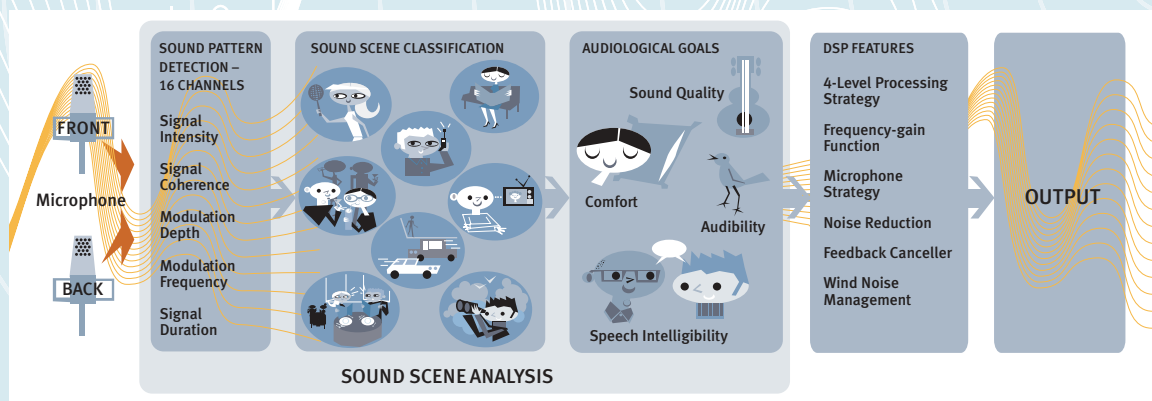 FRONT
Microphone
BACK
SOUND PATTERN
DETECTION –
16 CHANNELS
Signal
Intensity
Signal
Coherence
Modulation
Depth
Modulation
Frequency
Signal
Duration
SOUND SCENE CLASSIFICATION
AUDIOLOGICAL GOALS
Sound Quality
Comfort
Audibility
Speech Intelligibility
SOUND SCENE ANALYSIS
DSP FEATURES
4-Level Processing
Strategy
Frequency-gain
Function
Microphone
Strategy
Noise Reduction
Feedback Canceller
Wind Noise
Management
OUTPUT